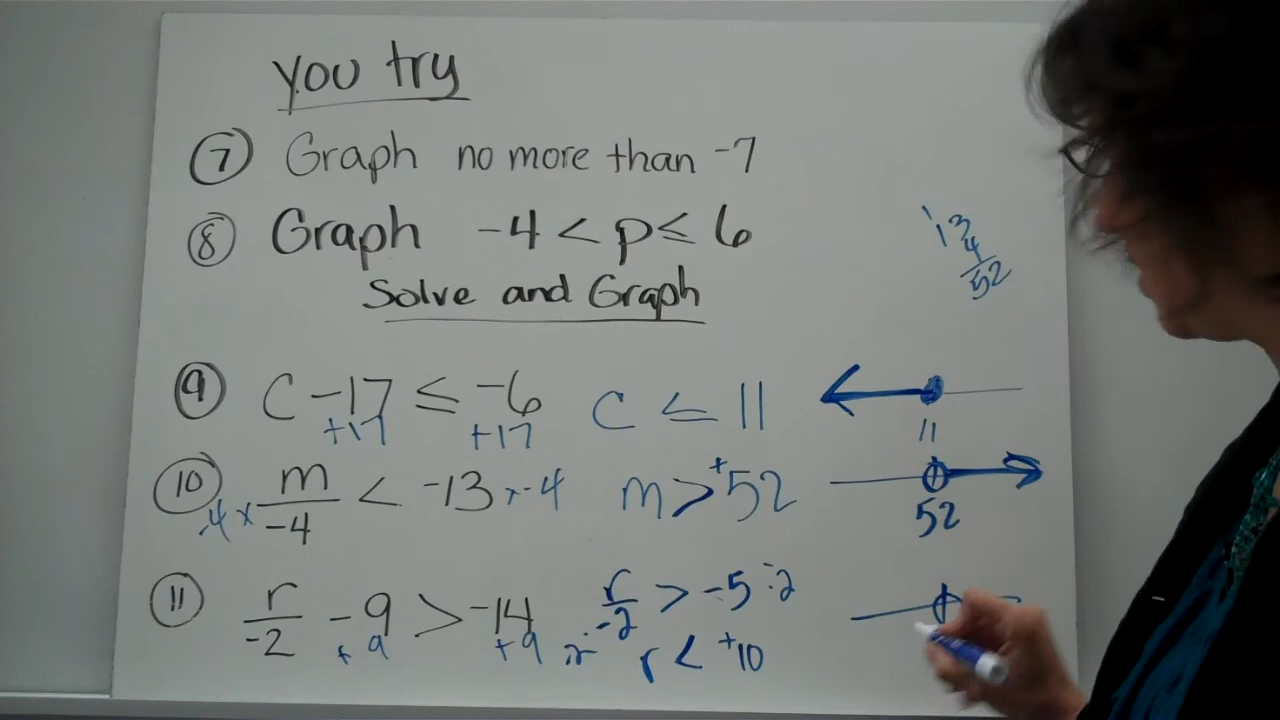 you try
⑦ Graph no more than -7
⑧ Graph -4 < p ≤ 6
13
4
52
Solve and Graph
⑨ C -17 ≤ -6 C ≤ 11
+17 +17
11
⑩ m/-4 < -13 x -4 m > +52
-4 x
52
⑪ r/-2 - 9 > -14 r/-2 > -5
+9 +9 r < +10